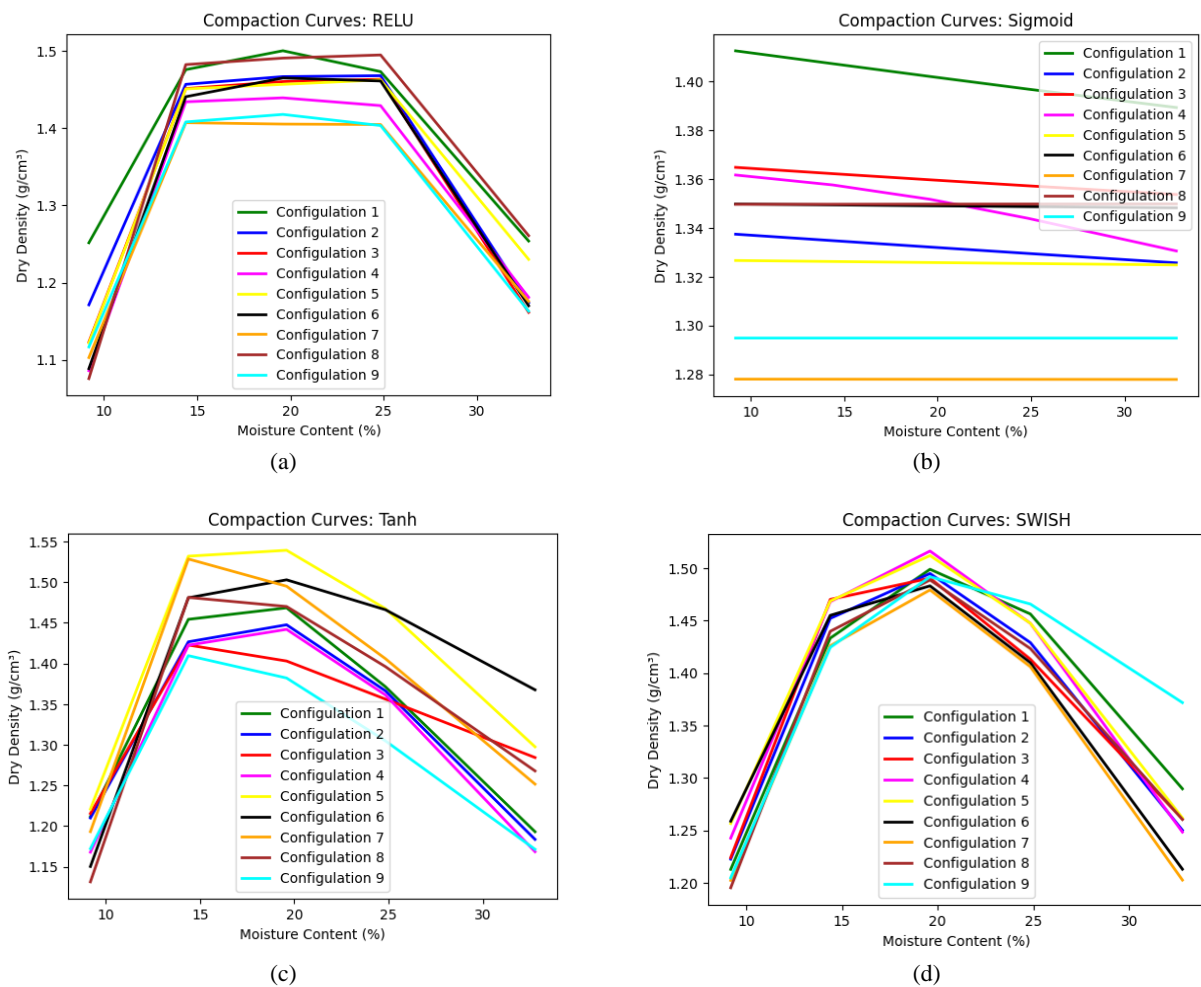 Compaction Curves: RELU
1.5
1.4
1.3
1.2
1.1
Dry Density (g/cm³)
Configulation 1
Configulation 2
Configulation 3
Configulation 4
Configulation 5
Configulation 6
Configulation 7
Configulation 8
Configulation 9
10 15 20 25 30
Moisture Content (%)
(a)
Compaction Curves: Sigmoid
1.40
1.38
1.36
1.34
1.32
1.30
1.28
Dry Density (g/cm³)
Configulation 1
Configulation 2
Configulation 3
Configulation 4
Configulation 5
Configulation 6
Configulation 7
Configulation 8
Configulation 9
10 15 20 25 30
Moisture Content (%)
(b)
Compaction Curves: Tanh
1.55
1.50
1.45
1.40
1.35
1.30
1.25
1.20
1.15
Dry Density (g/cm³)
Configulation 1
Configulation 2
Configulation 3
Configulation 4
Configulation 5
Configulation 6
Configulation 7
Configulation 8
Configulation 9
10 15 20 25 30
Moisture Content (%)
(c)
Compaction Curves: SWISH
1.50
1.45
1.40
1.35
1.30
1.25
1.20
Dry Density (g/cm³)
Configulation 1
Configulation 2
Configulation 3
Configulation 4
Configulation 5
Configulation 6
Configulation 7
Configulation 8
Configulation 9
10 15 20 25 30
Moisture Content (%)
(d)